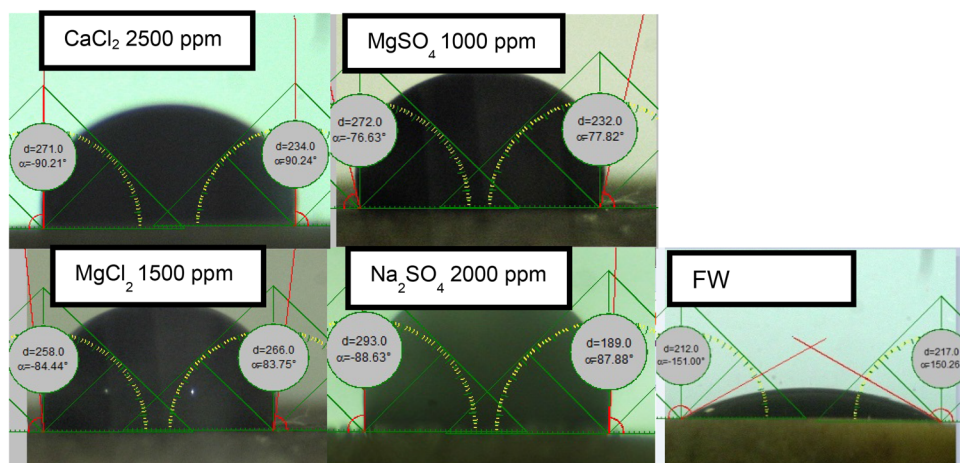 CaCl₂ 2500 ppm
MgSO₄ 1000 ppm
d=271.0
α=-90.21°
d=234.0
α=90.24°
d=272.0
α=-76.63°
d=232.0
α=77.82°
MgCl₂ 1500 ppm
Na₂SO₄ 2000 ppm
FW
d=258.0
α=-84.44°
d=266.0
α=83.75°
d=293.0
α=-88.63°
d=189.0
α=87.88°
d=212.0
α=-151.00°
d=217.0
α=150.26